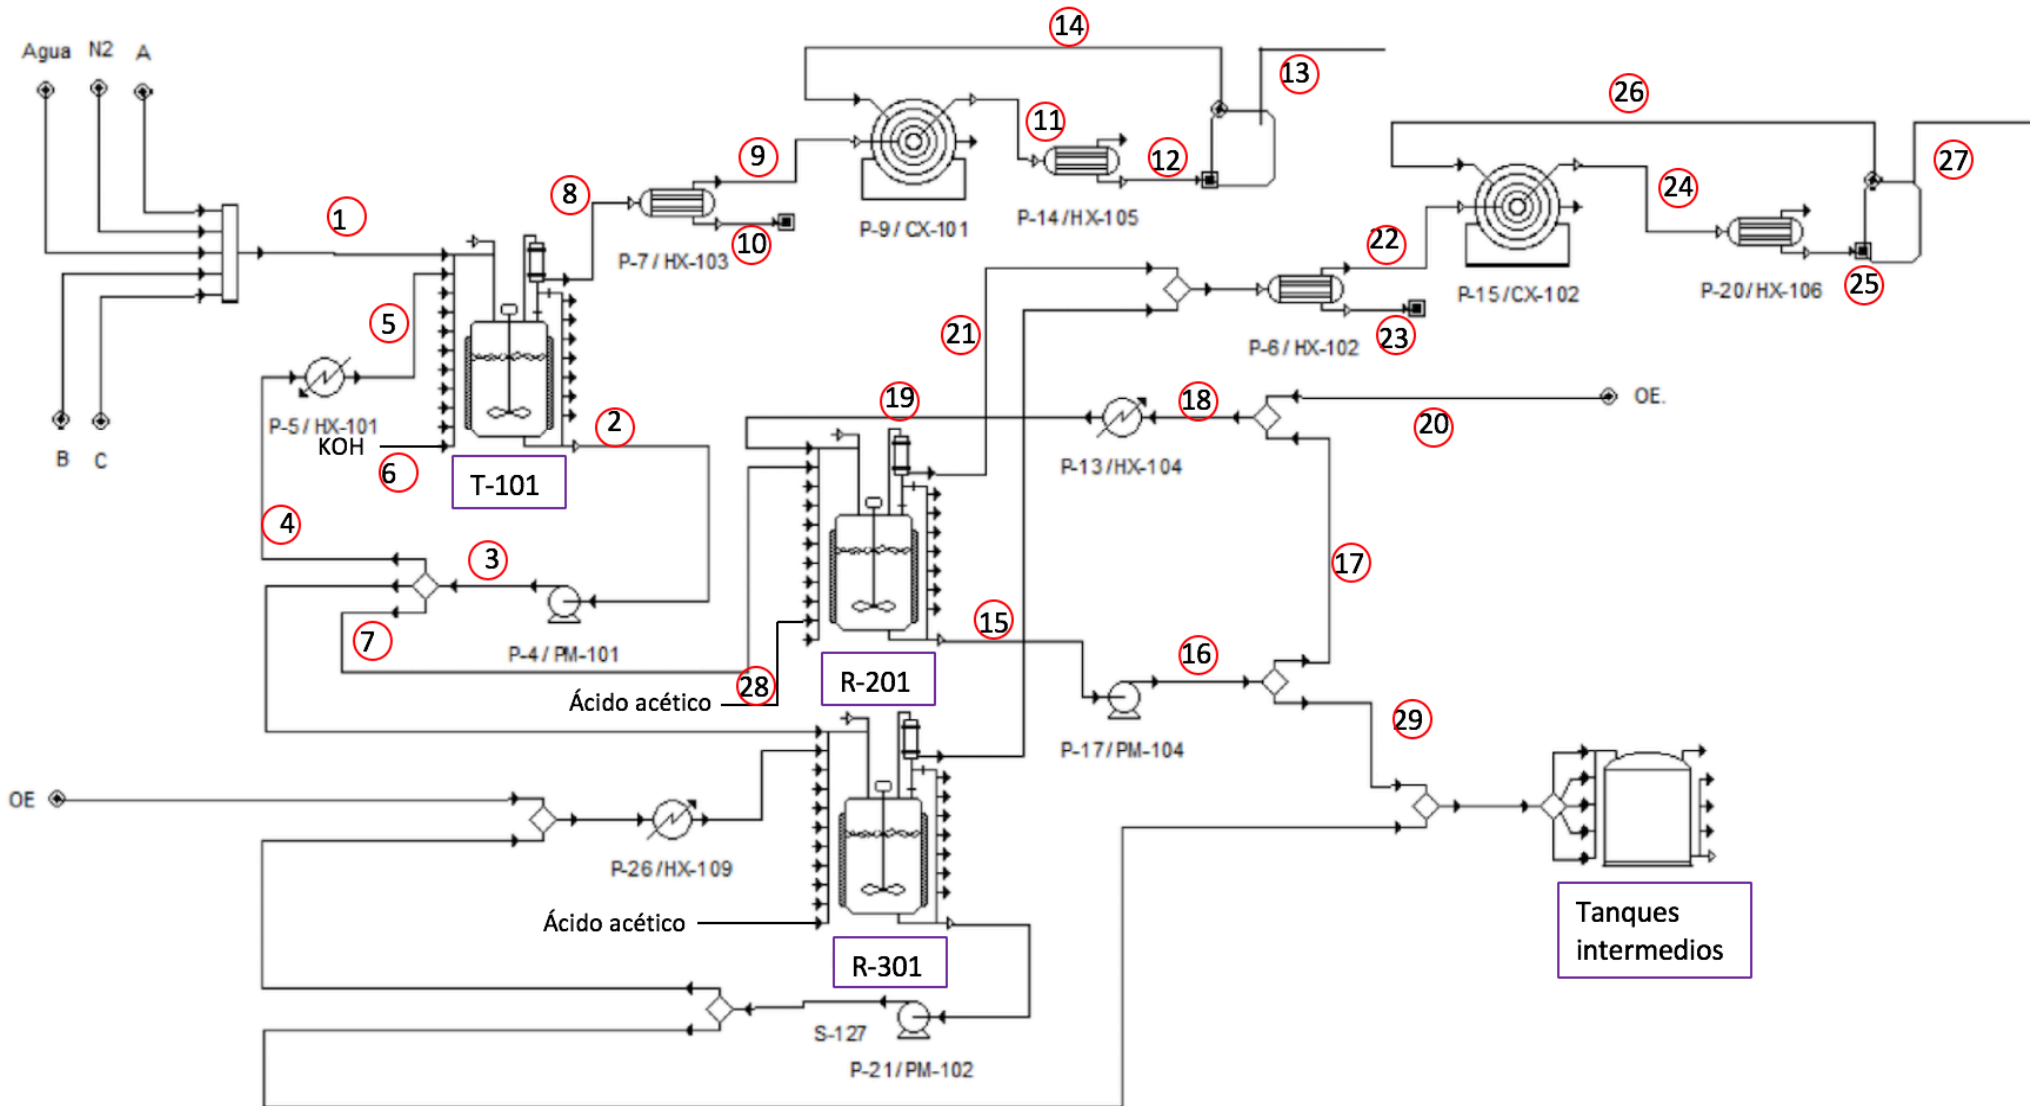 14
Agua N2 A
13
26
11
9
12
27
24
8
P-14/HX-105
1
P-9/CX-101
22
10
P-7/HX-103
25
P-20/HX-106
P-15/CX-102
5
21
23
P-6/HX-102
19
18
OE.
20
P-5/HX-101
2
KOH
B C
6
T-101
P-13/HX-104
4
3
17
15
7
P-4/PM-101
16
28
R-201
Ácido acético
29
P-17/PM-104
OE
P-26/HX-109
Ácido acético
Tanques
intermedios
R-301
S-127
P-21/PM-102